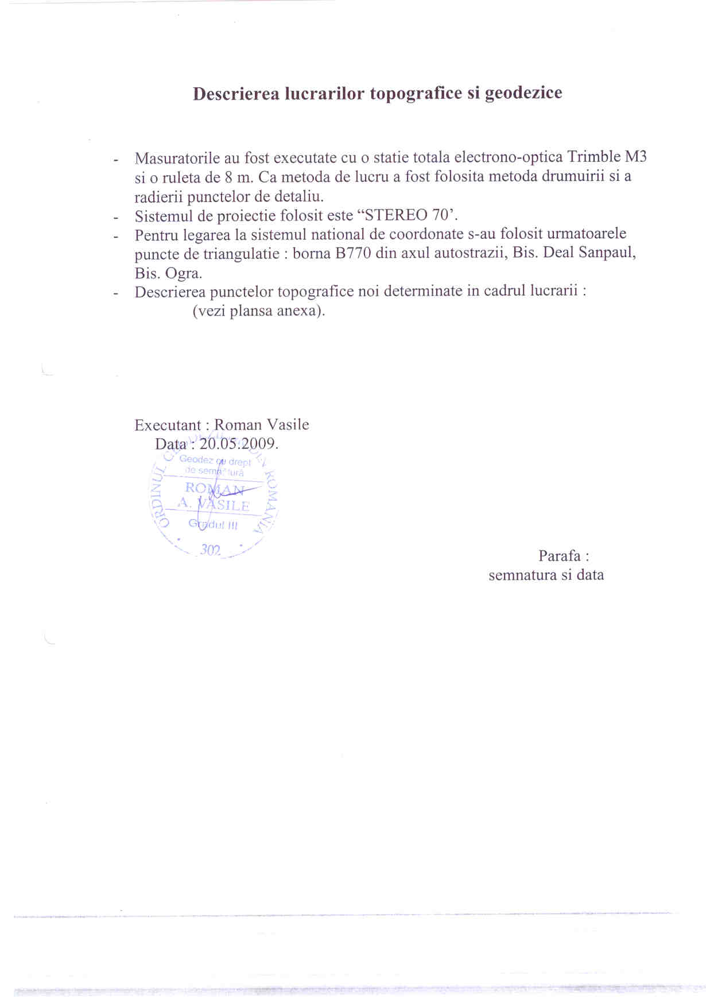 Descrierea lucrarilor topografice si geodezice
- Masuratorile au fost executate cu o statie totala electrono-optica Trimble M3
si o ruleta de 8 m. Ca metoda de lucru a fost folosita metoda drumuirii si a
radierii punctelor de detaliu.
- Sistemul de proiectie folosit este “STEREO 70’.
- Pentru legarea la sistemul national de coordonate s-au folosit urmatoarele
puncte de triangulatie : borna B770 din axul autostrazii, Bis. Deal Sanpaul,
Bis. Ogra.
- Descrierea punctelor topografice noi determinate in cadrul lucrarii :
(vezi plansa anexa).
Executant : Roman Vasile
Data : 20.05.2009.
ORDINUL DIN ROMANIA
Geodez cu drept
de semnătură
ROMAN
A. VASILE
Gradul III
302
Parafa :
semnatura si data